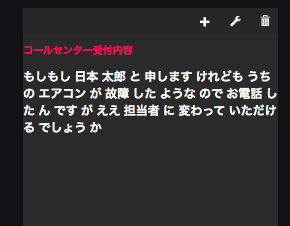 コールセンター受付内容
もしもし 日本 太郎 と 申します けれども うち
の エアコン が 故障 した ような ので お電話 し
た ん です が ええ 担当者 に 変わって いただけ
る でしょう か